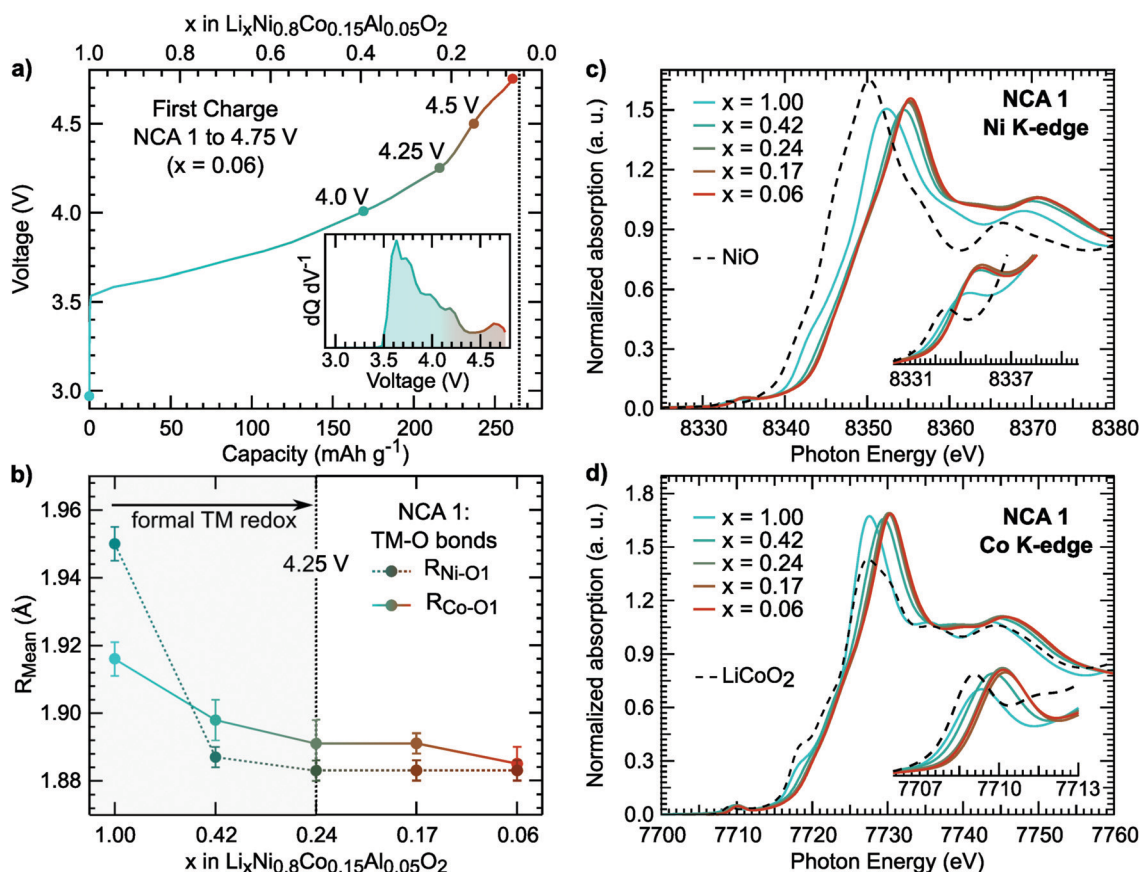 a)
x in LiₓNi₀.₈Co₀.₁₅Al₀.₀₅O₂
1.0 0.8 0.6 0.4 0.2 0.0
First Charge
NCA 1 to 4.75 V
(x = 0.06)
4.5 V
4.25 V
4.0 V
Voltage (V)
4.5
4.0
3.5
3.0
dQ dV⁻¹
3.0 3.5 4.0 4.5
Voltage (V)
0 50 100 150 200 250
Capacity (mAh g⁻¹)
b)
formal TM redox
4.25 V
NCA 1:
TM-O bonds
R_Ni-O1
R_Co-O1
R_Mean (Å)
1.96
1.94
1.92
1.90
1.88
1.00 0.42 0.24 0.17 0.06
x in LiₓNi₀.₈Co₀.₁₅Al₀.₀₅O₂
c)
NCA 1
Ni K-edge
x = 1.00
x = 0.42
x = 0.24
x = 0.17
x = 0.06
NiO
Normalized absorption (a. u.)
1.5
1.2
0.9
0.6
0.3
0.0
8331 8337
8330 8340 8350 8360 8370 8380
Photon Energy (eV)
d)
NCA 1
Co K-edge
x = 1.00
x = 0.42
x = 0.24
x = 0.17
x = 0.06
LiCoO₂
Normalized absorption (a. u.)
1.8
1.5
1.2
0.9
0.6
0.3
0.0
7707 7710 7713
7700 7710 7720 7730 7740 7750 7760
Photon Energy (eV)